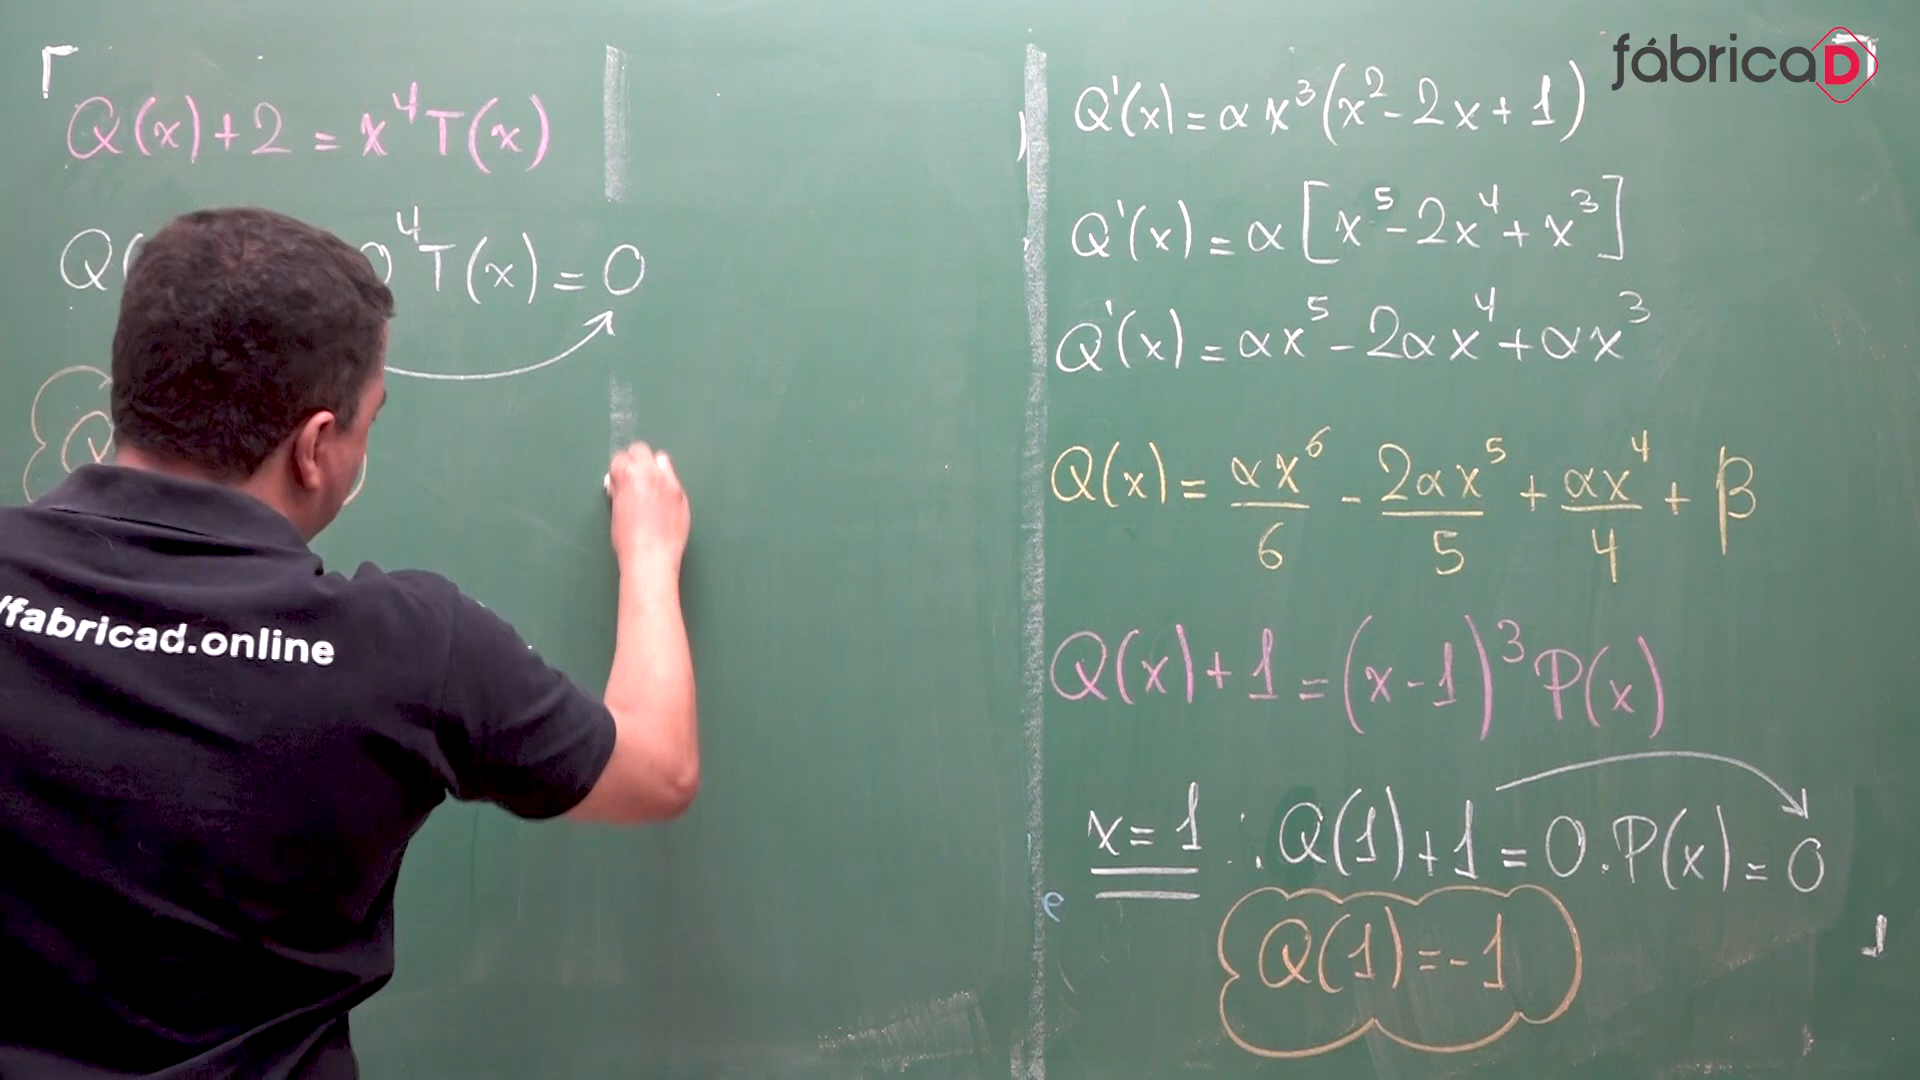 Q(x)+2 = x⁴T(x)
Q( 0⁴T(x) = 0
Q
/fabricad.online
fábricaD
Q'(x) = αx³(x²-2x+1)
Q'(x) = α[x⁵-2x⁴+x³]
Q'(x) = αx⁵-2αx⁴+αx³
Q(x) = αx⁶/6 - 2αx⁵/5 + αx⁴/4 + β
Q(x)+1 = (x-1)³P(x)
x=1 ∴ Q(1)+1 = 0.P(x) = 0
e
Q(1) = -1